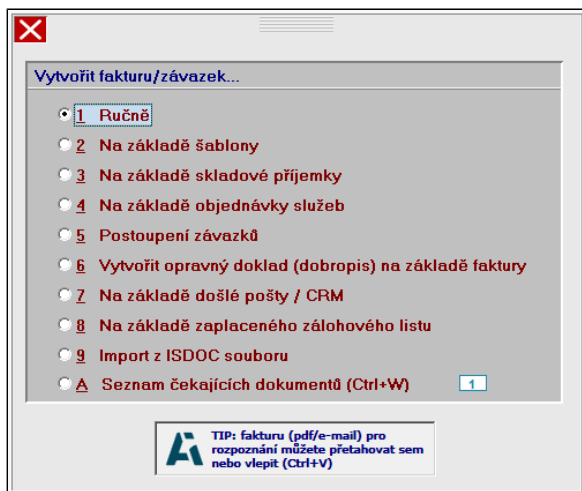 Vytvořit fakturu/závazek...
1 Ručně
2 Na základě šablony
3 Na základě skladové příjemky
4 Na základě objednávky služeb
5 Postoupení závazků
6 Vytvořit opravný doklad (dobropis) na základě faktury
7 Na základě došlé pošty / CRM
8 Na základě zaplaceného zálohového listu
9 Import z ISDOC souboru
A Seznam čekajících dokumentů (Ctrl+W) 1
TIP: fakturu (pdf/e-mail) pro
rozpoznání můžete přetahovat sem
nebo vlepit (Ctrl+V)